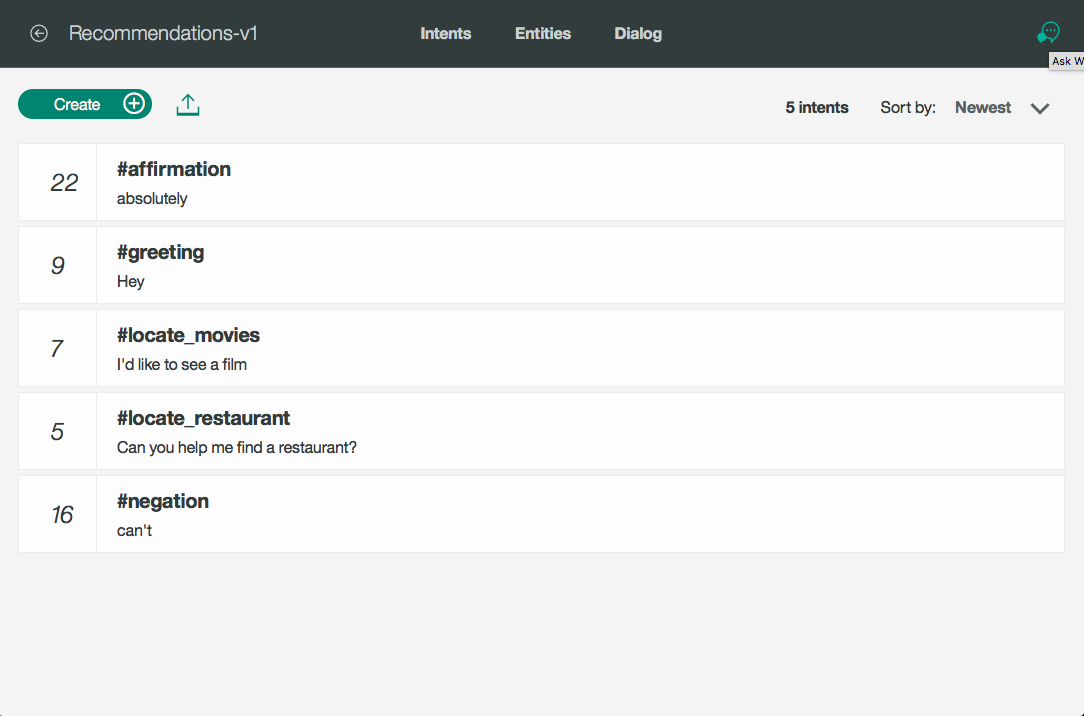 Recommendations-v1 Intents Entities Dialog
Ask W
Create 5 intents Sort by: Newest
22 #affirmation
absolutely
9 #greeting
Hey
7 #locate_movies
I'd like to see a film
5 #locate_restaurant
Can you help me find a restaurant?
16 #negation
can't